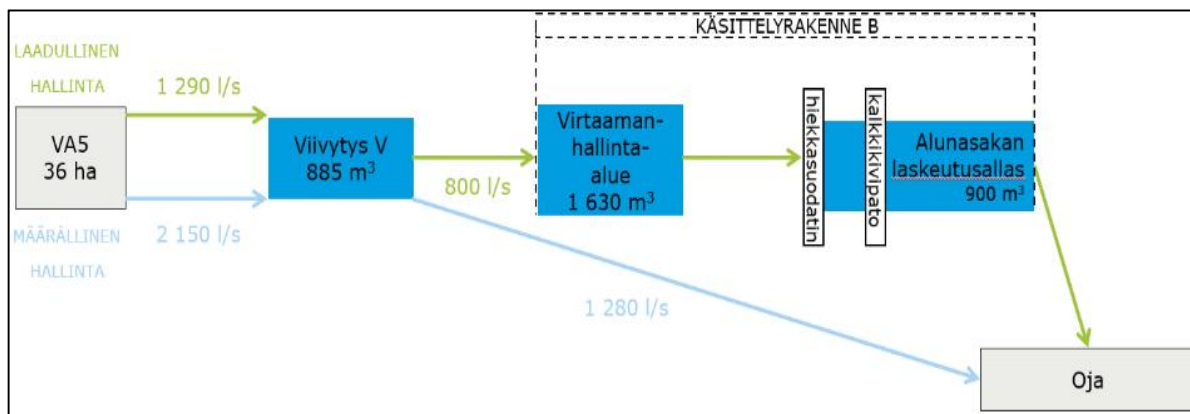 KÄSITTELYRAKENNE B
LAADULLINEN
HALLINTA
1 290 l/s
VA5
36 ha
MÄÄRÄLLINEN
HALLINTA
2 150 l/s
Viivytys V
885 m³
800 l/s
1 280 l/s
Virtaaman-
hallinta-
alue
1 630 m³
hiekkasuodatin
kalkkikivipato
Alunasakan
laskeutusallas
900 m³
Oja